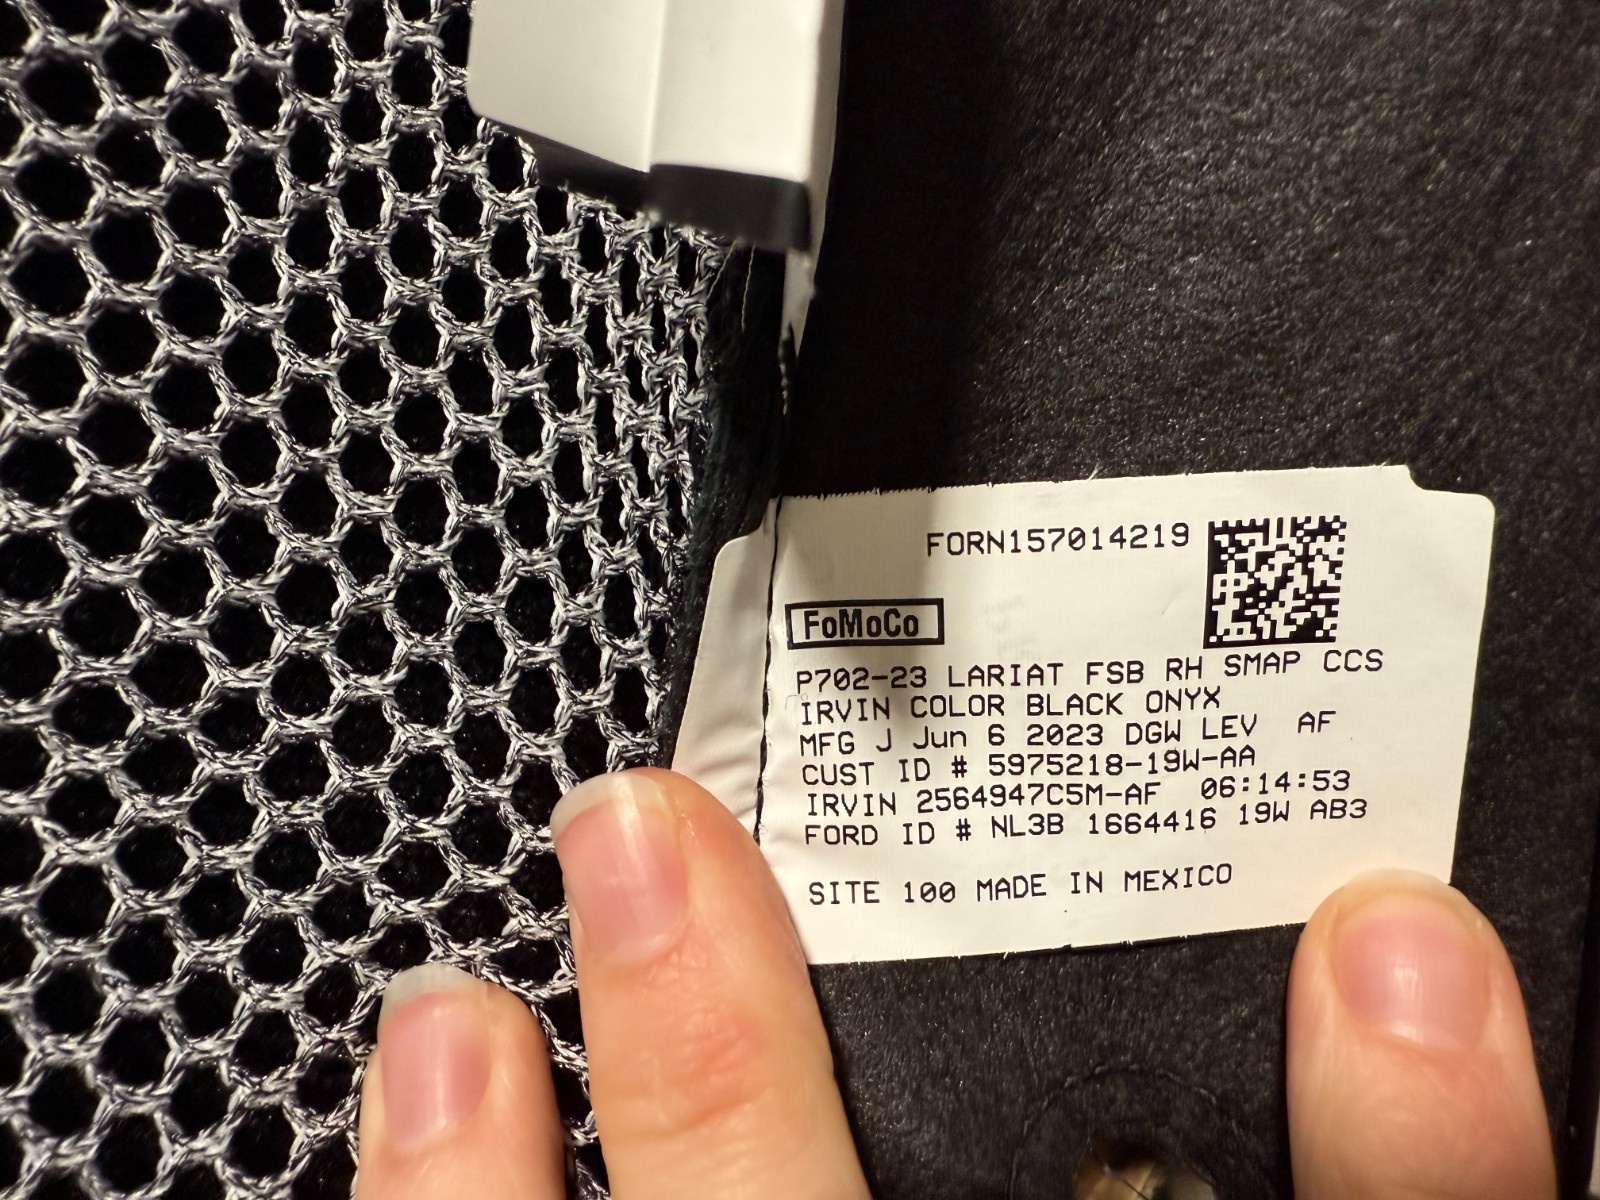 FORN157014219
FoMoCo
P702-23 LARIAT FSB RH SMAP CCS
IRVIN COLOR BLACK ONYX
MFG J Jun 6 2023 DGW LEV AF
CUST ID # 5975218-19W-AA
IRVIN 2564947C5M-AF 06:14:53
FORD ID # NL3B 1664416 19W AB3
SITE 100 MADE IN MEXICO